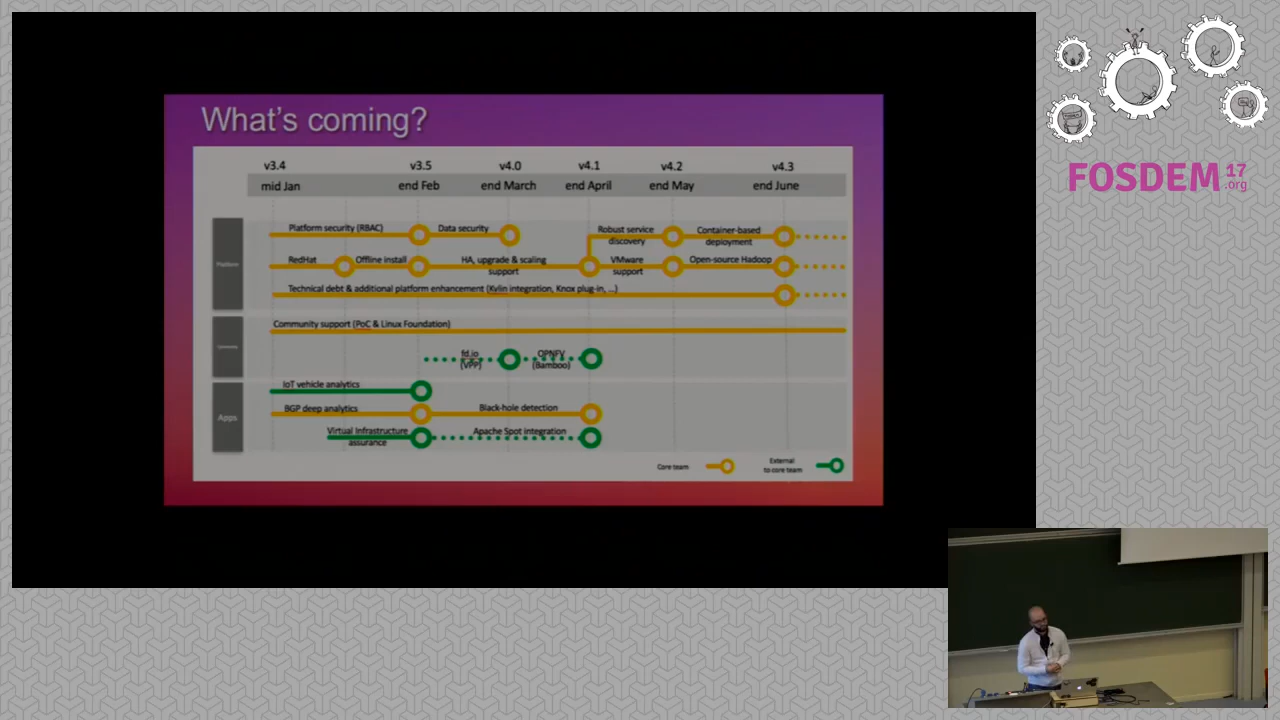 What's coming?
v3.4 v3.5 v4.0 v4.1 v4.2 v4.3
mid Jan end Feb end March end April end May end June
Platform
Platform security (RBAC) Data security Robust service discovery Container-based deployment
RedHat Offline install HA, upgrade & scaling support VMware support Open-source Hadoop
Technical debt & additional platform enhancement (Kylin integration, Knox plug-in, ...)
Community support (PoC & Linux Foundation)
fd.io (VPP) OPNFV (Bamboo)
Apps
IoT vehicle analytics
BGP deep analytics Black-hole detection
Virtual Infrastructure assurance Apache Spot integration
Core team External to core team
FOSDEM 17 .org